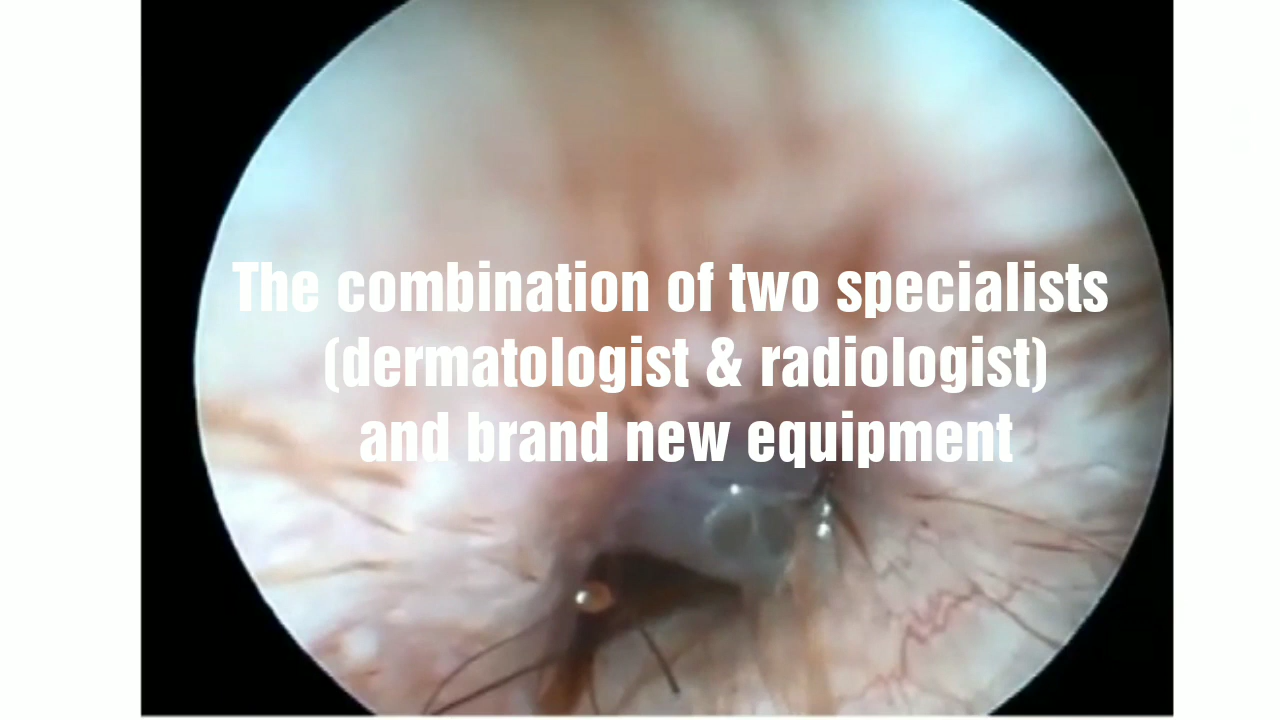 The combination of two specialists
(dermatologist & radiologist)
and brand new equipment